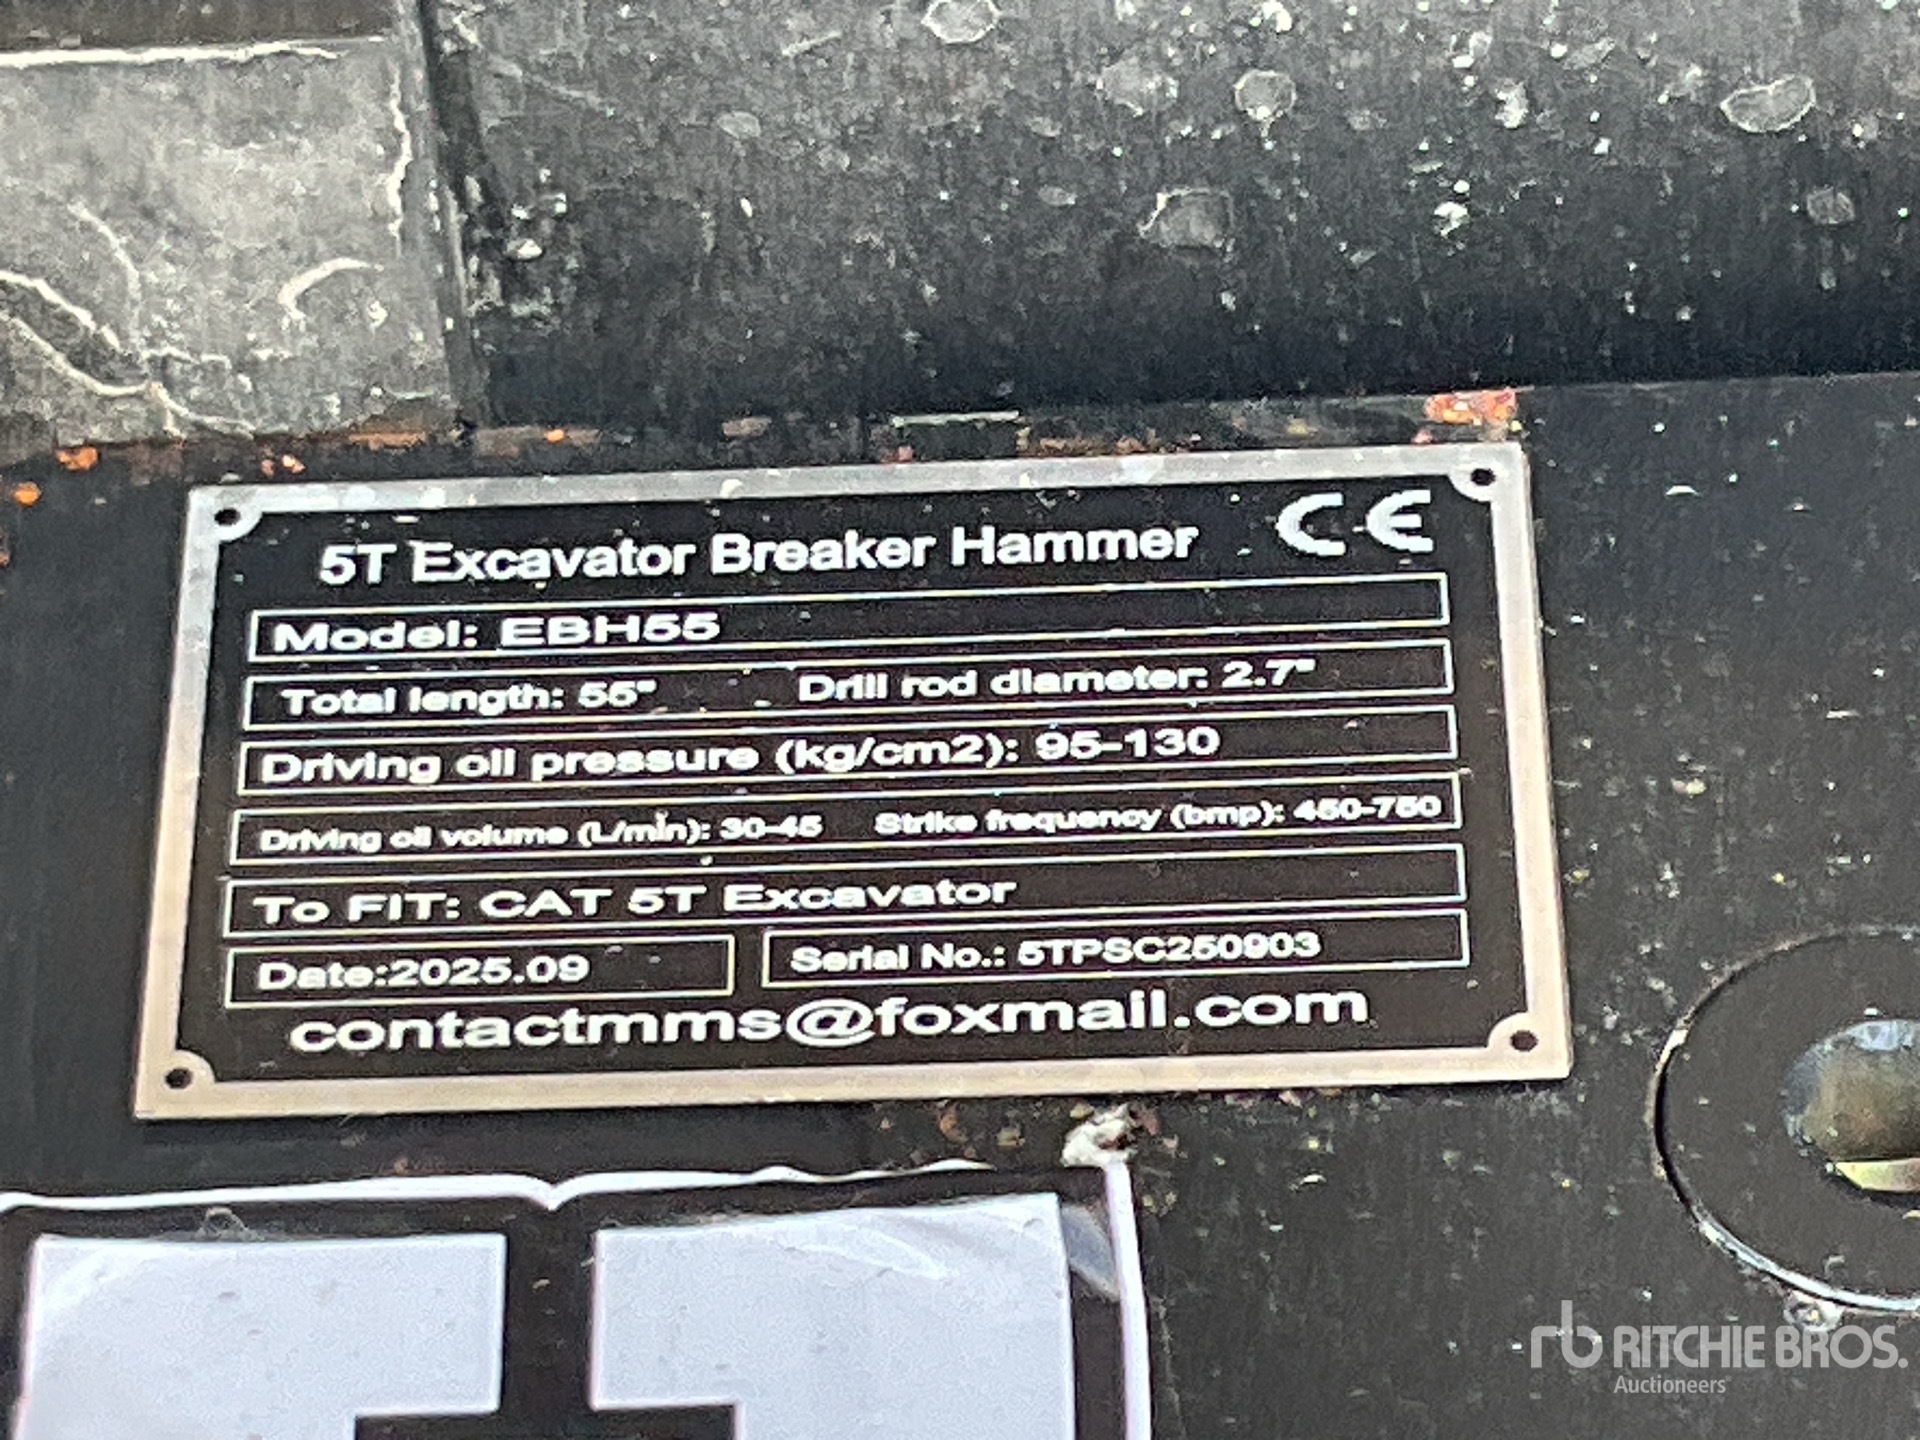 5T Excavator Breaker Hammer CE
Model: EBH55
Total length: 55" Drill rod diameter: 2.7"
Driving oil pressure (kg/cm2): 95-130
Driving oil volume (L/min): 30-45 Strike frequency (bmp): 450-750
To FIT: CAT 5T Excavator
Date:2025.09 Serial No.: 5TPSC250903
contactmms@foxmail.com
rb RITCHIE BROS.
Auctioneers